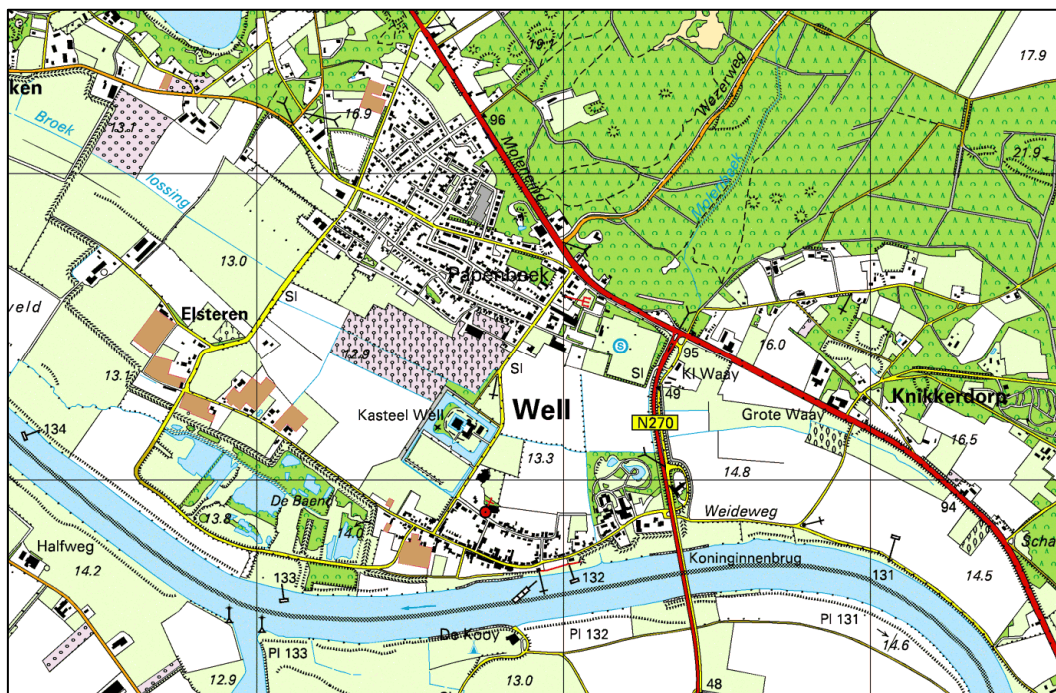 17.9
19.1
ken
96
16.9
Wezerweg
13.1
Broek
Moleneind
21.9
lossing
Molenbeek
13.0
Papenboek
Sl
veld
Elsteren
S
16.0
12.9
95
13.1
Sl
Sl
Kl Waay
49
Knikkerdorp
Kasteel Well
Well
Grote Waay
N270
134
16.5
13.3
14.8
De Baend
94
13.8
Weideweg
14.0
Scha
Halfweg
Koninginnenbrug
14.2
133
132
131
14.5
De Kooy
Pl 132
Pl 131
14.6
Pl 133
12.9
13.0
48